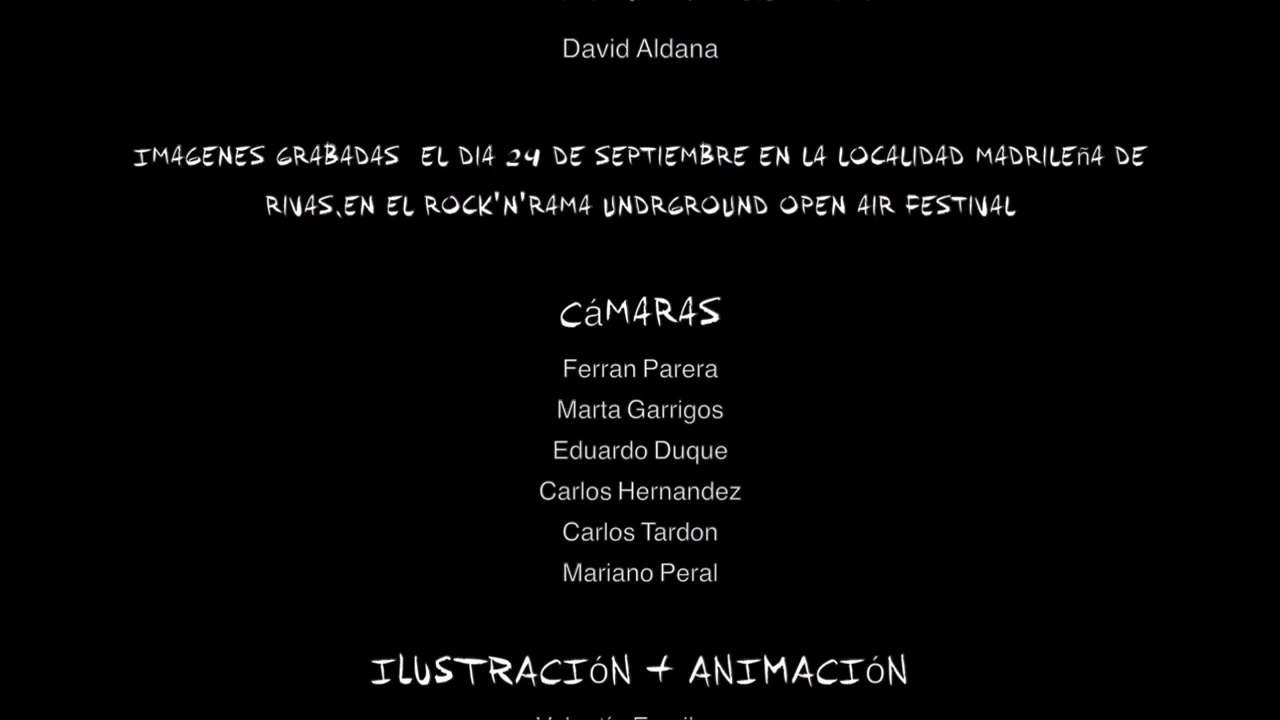 David Aldana
IMAGENES GRABADAS EL DIA 24 DE SEPTIEMBRE EN LA LOCALIDAD MADRILEñA DE
RIVAS,EN EL ROCK'N'RAMA UNDRGROUND OPEN AIR FESTIVAL
CáMARAS
Ferran Parera
Marta Garrigos
Eduardo Duque
Carlos Hernandez
Carlos Tardon
Mariano Peral
ILUSTRACIÓN + ANIMACIÓN